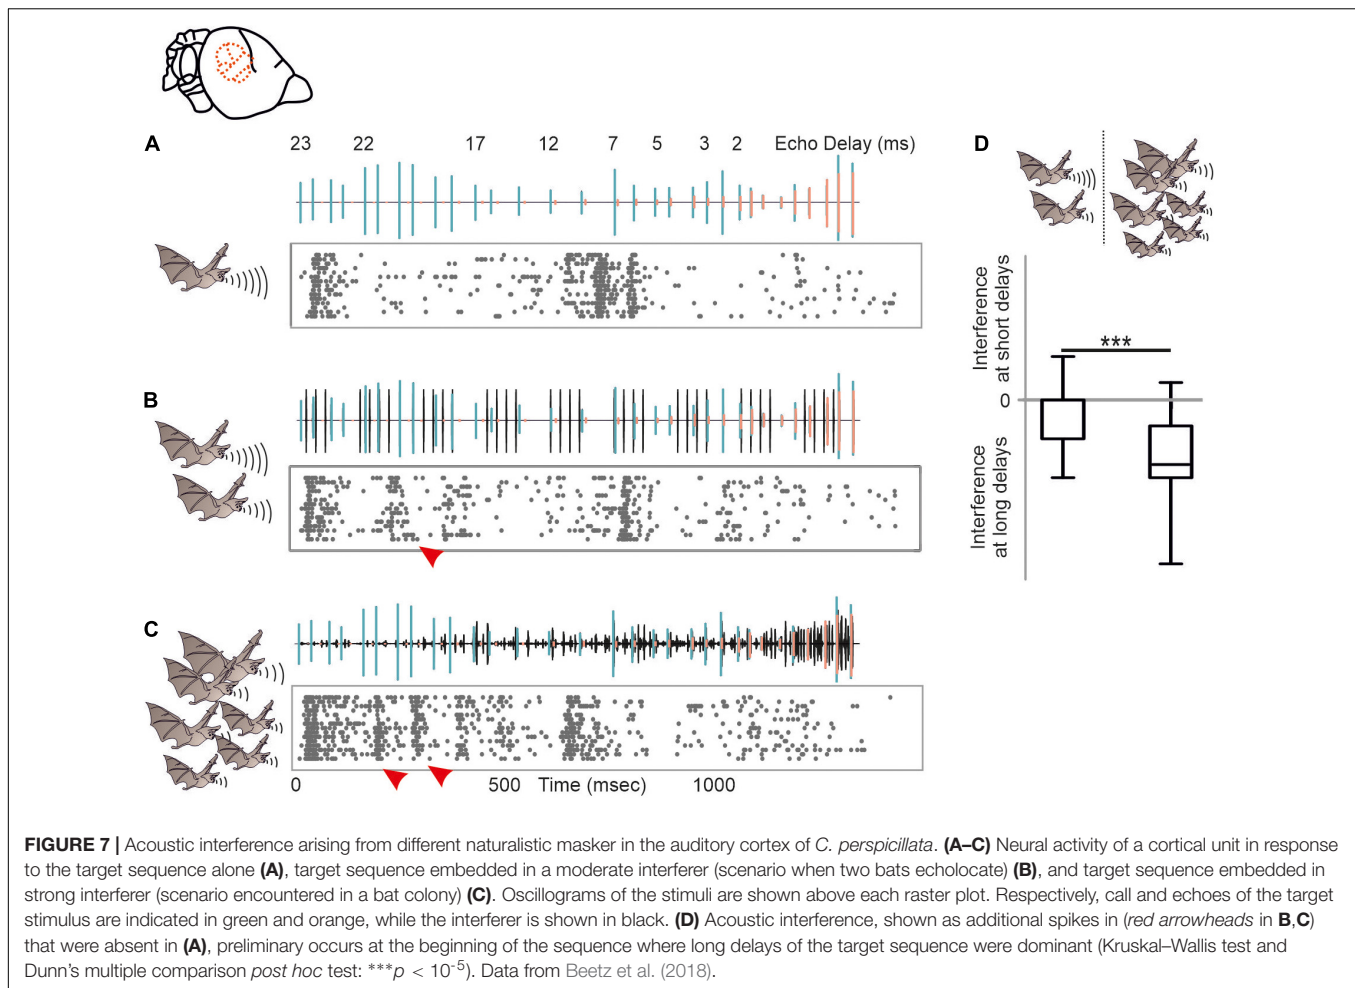 A
23 22 17 12 7 5 3 2 Echo Delay (ms)
B
C
0 500 Time (msec) 1000
D
Interference
at short delays
***
0
Interference
at long delays
FIGURE 7 | Acoustic interference arising from different naturalistic masker in the auditory cortex of C. perspicillata. (A–C) Neural activity of a cortical unit in response
to the target sequence alone (A), target sequence embedded in a moderate interferer (scenario when two bats echolocate) (B), and target sequence embedded in
strong interferer (scenario encountered in a bat colony) (C). Oscillograms of the stimuli are shown above each raster plot. Respectively, call and echoes of the target
stimulus are indicated in green and orange, while the interferer is shown in black. (D) Acoustic interference, shown as additional spikes in (red arrowheads in B,C)
that were absent in (A), preliminary occurs at the beginning of the sequence where long delays of the target sequence were dominant (Kruskal–Wallis test and
Dunn's multiple comparison post hoc test: ***p < 10-5). Data from Beetz et al. (2018).